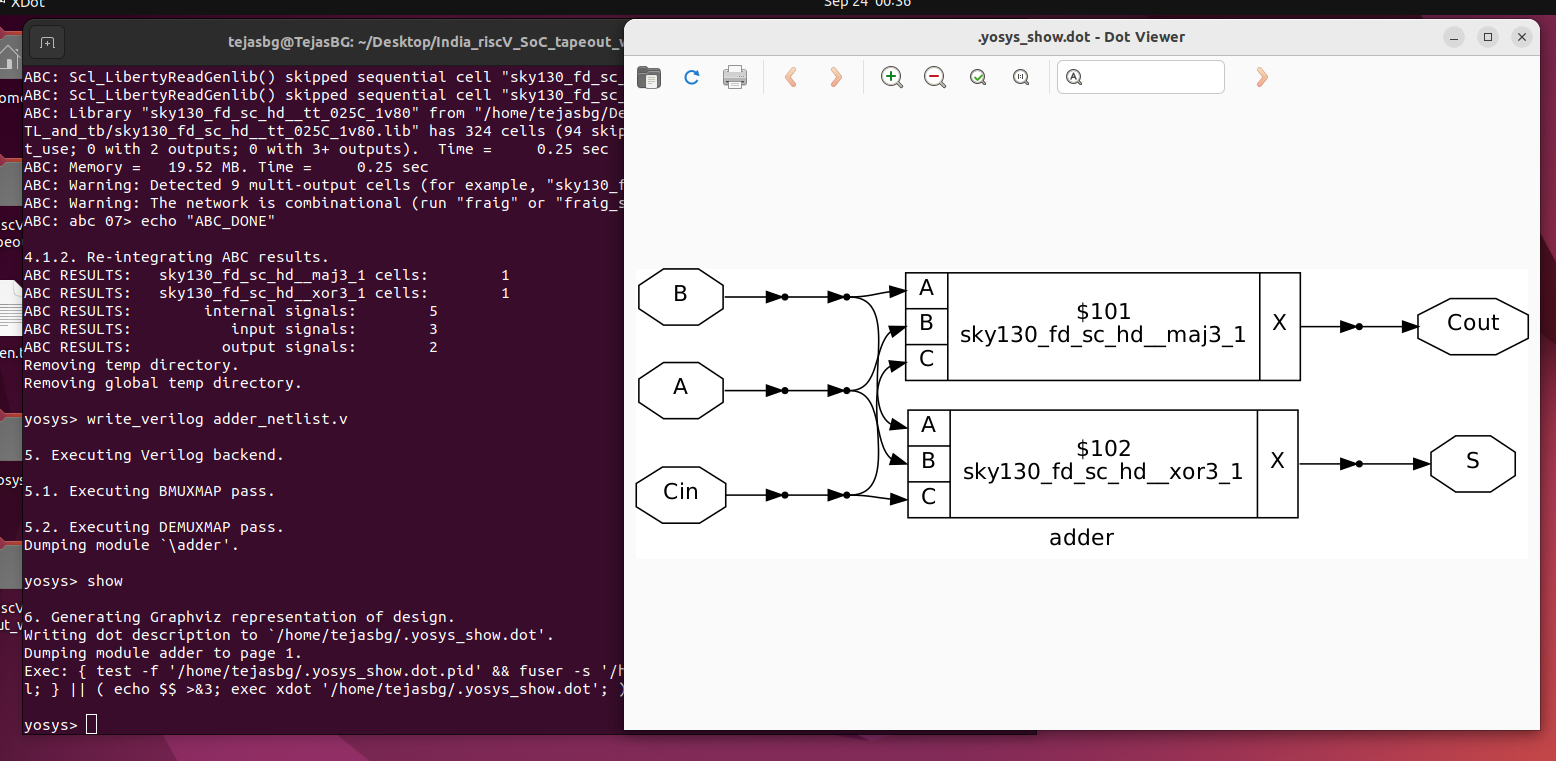 XDot
Sep 24 00:36
tejasbg@TejasBG: ~/Desktop/India_riscV_SoC_tapeout_
ABC: Scl_LibertyReadGenlib() skipped sequential cell "sky130_fd_sc_
ABC: Scl_LibertyReadGenlib() skipped sequential cell "sky130_fd_sc_
ABC: Library "sky130_fd_sc_hd__tt_025C_1v80" from "/home/tejasbg/De
TL_and_tb/sky130_fd_sc_hd__tt_025C_1v80.lib" has 324 cells (94 skip
t_use; 0 with 2 outputs; 0 with 3+ outputs).  Time =     0.25 sec
ABC: Memory =   19.52 MB. Time =     0.25 sec
ABC: Warning: Detected 9 multi-output cells (for example, "sky130_f
ABC: Warning: The network is combinational (run "fraig" or "fraig_s
ABC: abc 07> echo "ABC_DONE"
4.1.2. Re-integrating ABC results.
ABC RESULTS:   sky130_fd_sc_hd__maj3_1 cells:        1
ABC RESULTS:   sky130_fd_sc_hd__xor3_1 cells:        1
ABC RESULTS:        internal signals:        5
ABC RESULTS:           input signals:        3
ABC RESULTS:          output signals:        2
Removing temp directory.
Removing global temp directory.
yosys> write_verilog adder_netlist.v
5. Executing Verilog backend.
5.1. Executing BMUXMAP pass.
5.2. Executing DEMUXMAP pass.
Dumping module `\adder'.
yosys> show
6. Generating Graphviz representation of design.
Writing dot description to `/home/tejasbg/.yosys_show.dot'.
Dumping module adder to page 1.
Exec: { test -f '/home/tejasbg/.yosys_show.dot.pid' && fuser -s '/h
l; } || ( echo $$ >&3; exec xdot '/home/tejasbg/.yosys_show.dot'; )
yosys>
.yosys_show.dot - Dot Viewer
B
A
Cin
A
B
C
$101
sky130_fd_sc_hd__maj3_1
X
Cout
A
B
C
$102
sky130_fd_sc_hd__xor3_1
X
S
adder